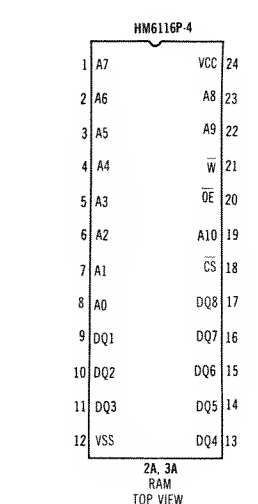 HM6116P-4
1 A7 VCC 24
2 A6 A8 23
3 A5 A9 22
4 A4 W̅ 21
5 A3 O̅E̅ 20
6 A2 A10 19
7 A1 C̅S̅ 18
8 A0 DQ8 17
9 DQ1 DQ7 16
10 DQ2 DQ6 15
11 DQ3 DQ5 14
12 VSS DQ4 13
2A, 3A
RAM
TOP VIEW